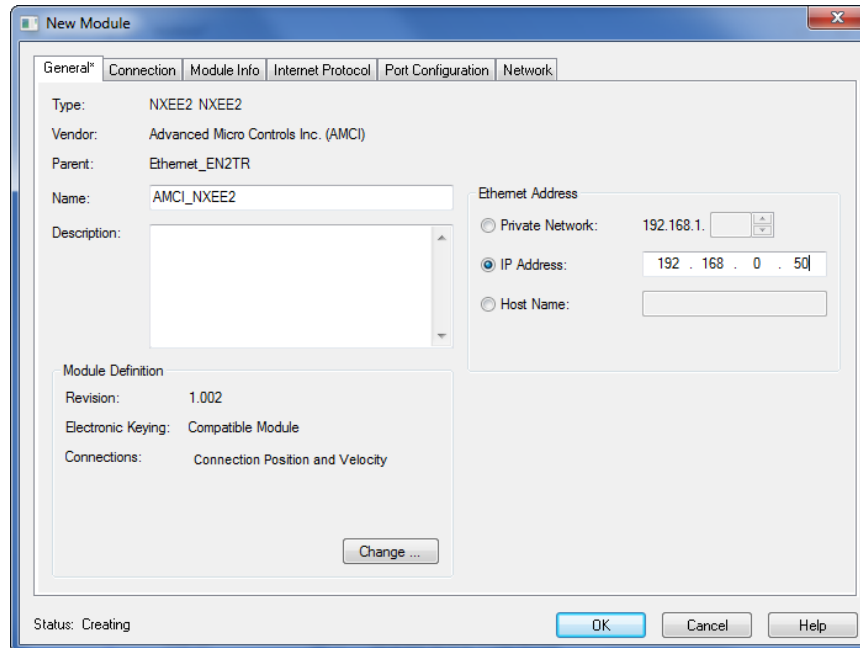 New Module
General* Connection Module Info Internet Protocol Port Configuration Network
Type: NXEE2 NXEE2
Vendor: Advanced Micro Controls Inc. (AMCI)
Parent: Ethernet_EN2TR
Name: AMCI_NXEE2
Description:
Ethernet Address
Private Network: 192.168.1.
IP Address: 192 . 168 . 0 . 50
Host Name:
Module Definition
Revision: 1.002
Electronic Keying: Compatible Module
Connections: Connection Position and Velocity
Change ...
Status: Creating
OK Cancel Help